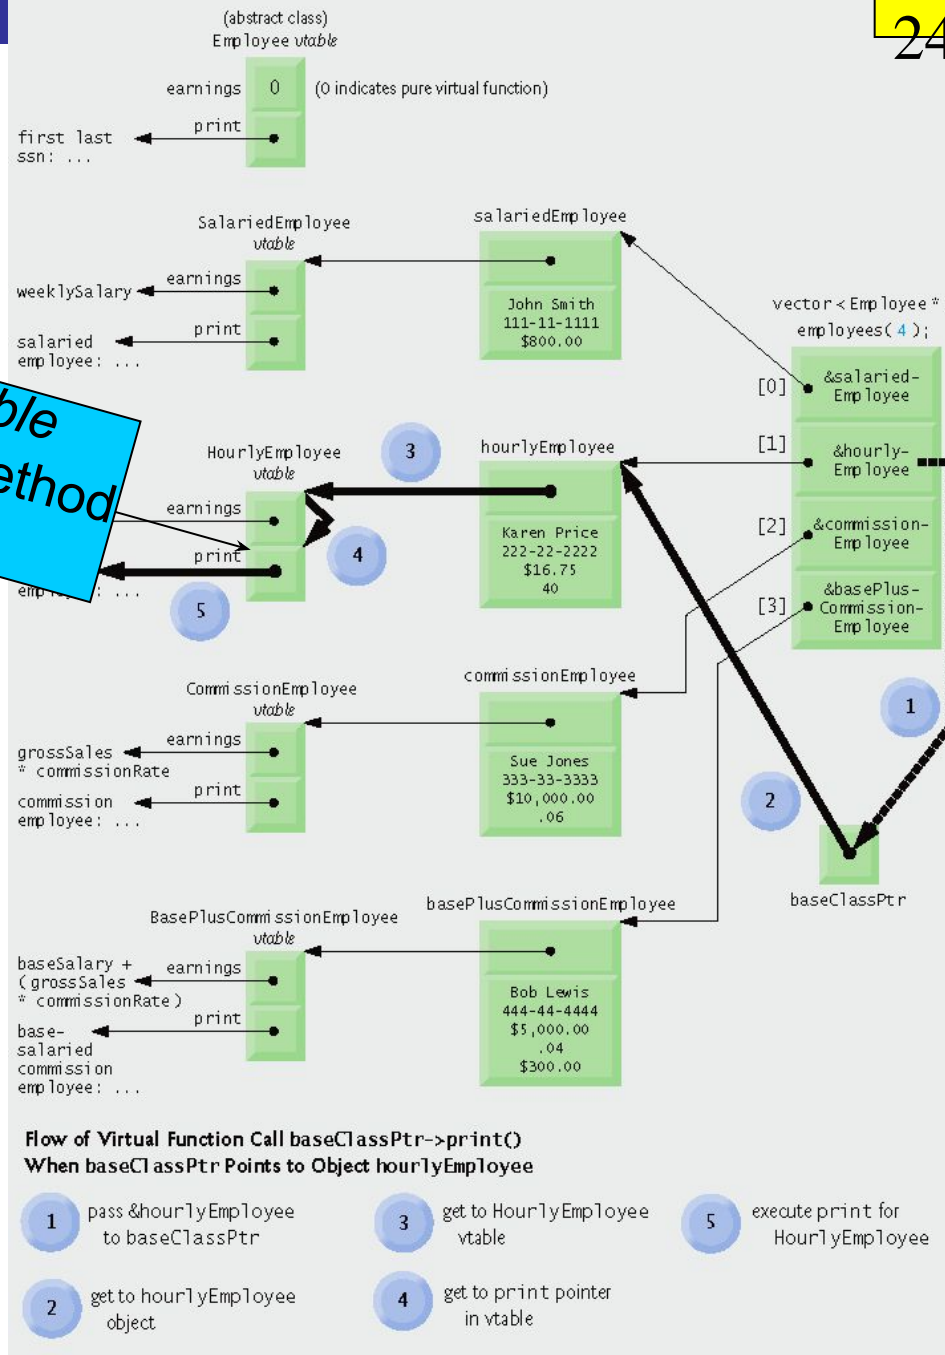 24
(abstract class)
Employee vtable
earnings
0
(0 indicates pure virtual function)
print
first last
ssn: ...
SalariedEmployee
vtable
salariedEmployee
earnings
weeklySalary
print
salaried
employee: ...
John Smith
111-11-1111
$800.00
vector < Employee *
employees( 4 );
[0]
&salaried-
Employee
[1]
&hourly-
Employee
[2]
&commission-
Employee
[3]
&basePlus-
Commission-
Employee
HourlyEmployee
vtable
3
hourlyEmployee
earnings
print
4
5
Karen Price
222-22-2222
$16.75
40
CommissionEmployee
vtable
commissionEmployee
earnings
grossSales
* commissionRate
print
commission
employee: ...
Sue Jones
333-33-3333
$10,000.00
.06
1
2
baseClassPtr
BasePlusCommissionEmployee
vtable
basePlusCommissionEmployee
earnings
baseSalary +
(grossSales
* commissionRate)
print
base-
salaried
commission
employee: ...
Bob Lewis
444-44-4444
$5,000.00
.04
$300.00
Flow of Virtual Function Call baseClassPtr->print()
When baseClassPtr Points to Object hourlyEmployee
1 pass &hourlyEmployee
to baseClassPtr
2 get to hourlyEmployee
object
3 get to HourlyEmployee
vtable
4 get to print pointer
in vtable
5 execute print for
HourlyEmployee